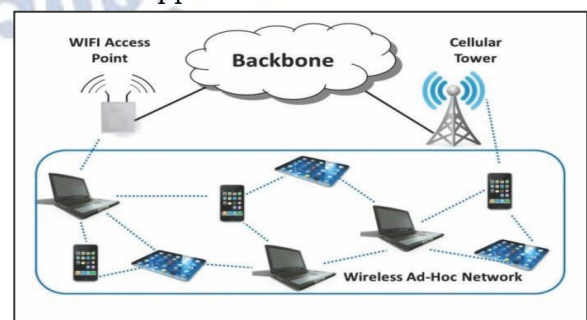 WIFI Access
Point
Backbone
Cellular
Tower
Wireless Ad-Hoc Network